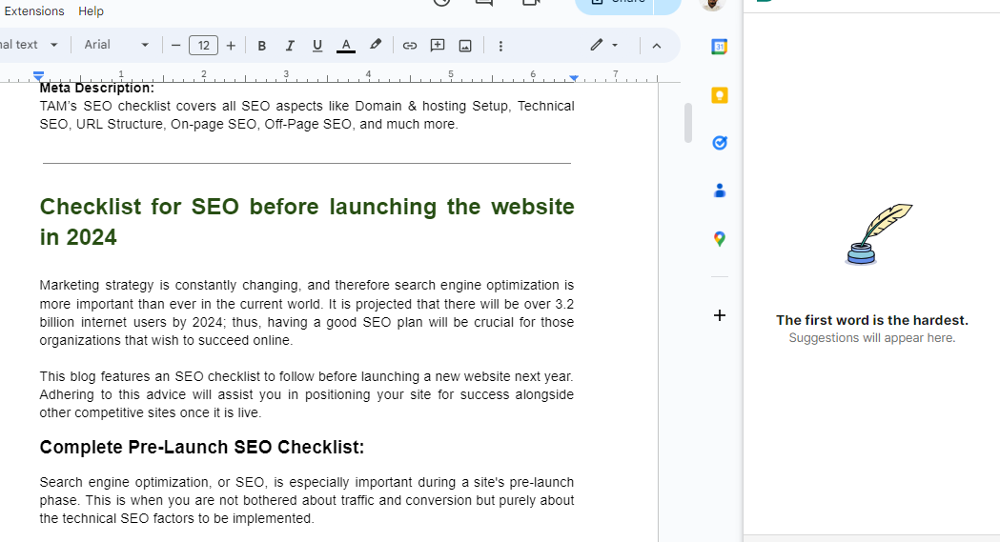 Extensions Help
Arial
12
B I U A
1 2 3 4 5 6 7
Meta Description:
TAM's SEO checklist covers all SEO aspects like Domain & hosting Setup, Technical
SEO, URL Structure, On-page SEO, Off-Page SEO, and much more.
Checklist for SEO before launching the website
in 2024
Marketing strategy is constantly changing, and therefore search engine optimization is
more important than ever in the current world. It is projected that there will be over 3.2
billion internet users by 2024; thus, having a good SEO plan will be crucial for those
organizations that wish to succeed online.
This blog features an SEO checklist to follow before launching a new website next year.
Adhering to this advice will assist you in positioning your site for success alongside
other competitive sites once it is live.
Complete Pre-Launch SEO Checklist:
Search engine optimization, or SEO, is especially important during a site's pre-launch
phase. This is when you are not bothered about traffic and conversion but purely about
the technical SEO factors to be implemented.
31
The first word is the hardest.
Suggestions will appear here.